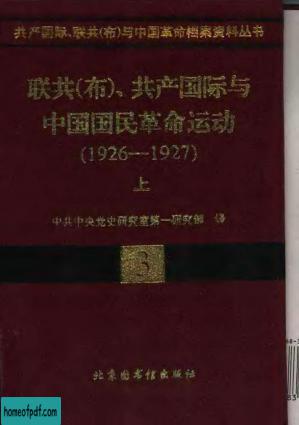 共产国际、联共(布)与中国革命档案资料丛书
联共(布)、共产国际与
中国国民革命运动
(1926—1927)
上
中共中央党史研究室第一研究部 译
3
北京图书馆出版社
homeofpdf.com